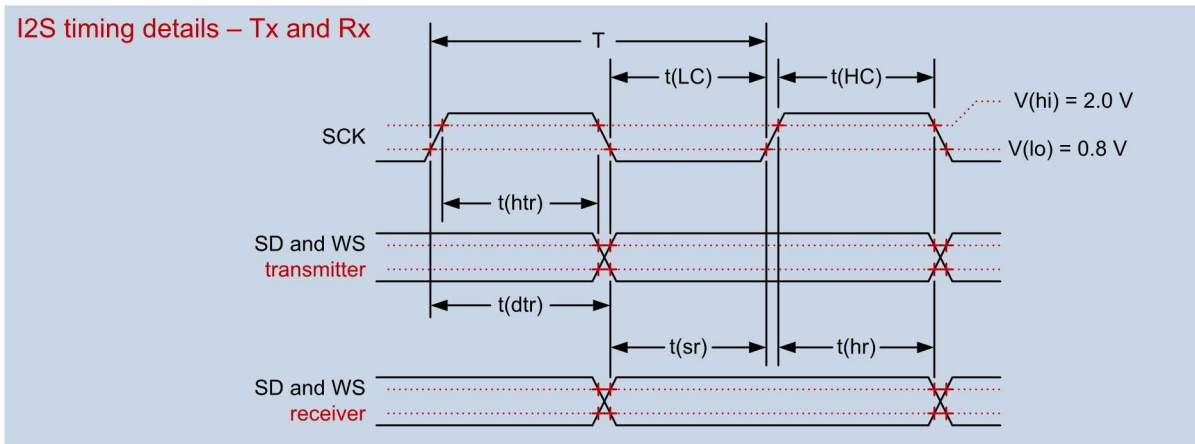 I2S timing details – Tx and Rx
T
t(LC)
t(HC)
V(hi) = 2.0 V
SCK
V(lo) = 0.8 V
t(htr)
SD and WS
transmitter
t(dtr)
t(sr)
t(hr)
SD and WS
receiver